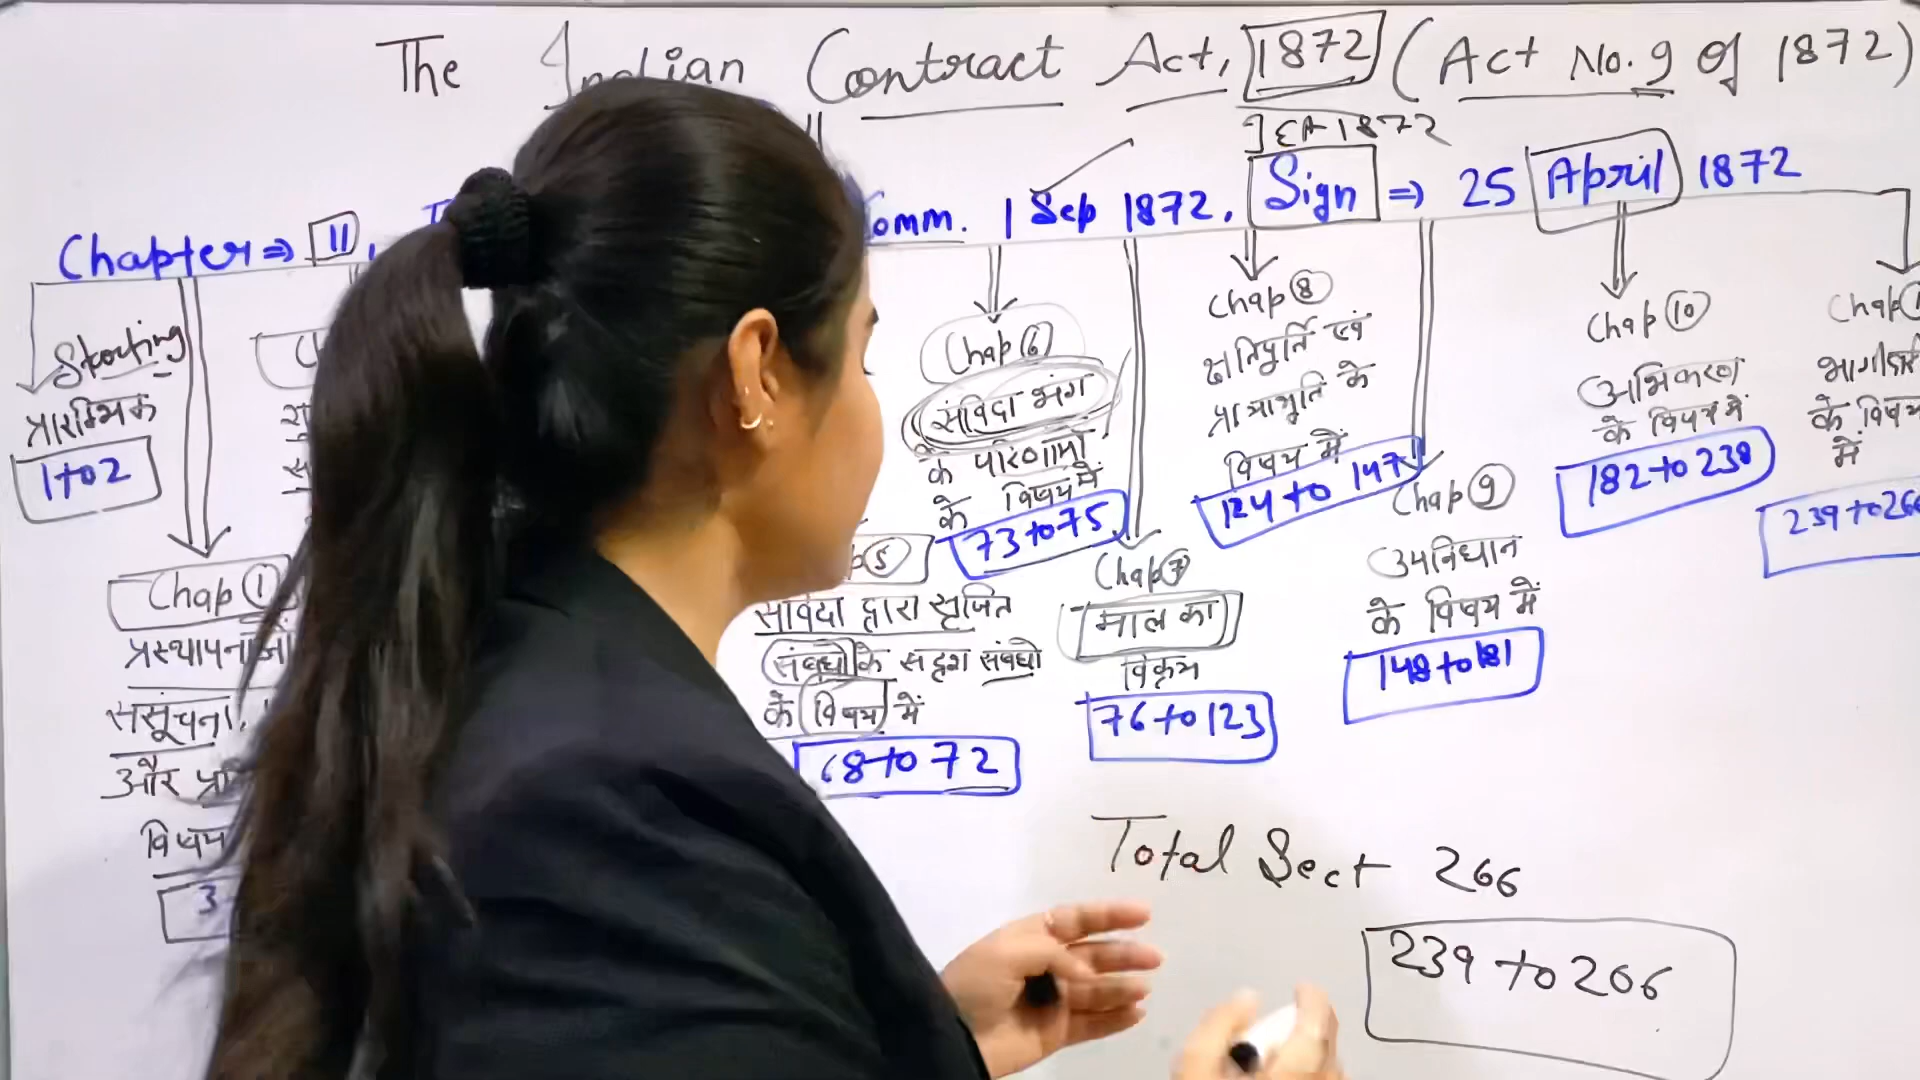 The Indian Contract Act, 1872 (Act No. 9 of 1872)
IEA 1872
Chapter ⇒ 11, Comm. 1 Sep 1872, Sign ⇒ 25 April 1872
Starting
प्रारम्भिक
1 to 2
Chap 1
प्रस्थापनाओं
संसूचना,
और
विषय
3
5
संविदा द्वारा सृजित
संबंधो के सदृश संबंधो
के विषय में
68 to 72
Chap 6
संविदा भंग
के परिणामो
के विषय में
73 to 75
Chap 7
माल का
विक्रय
76 to 123
Chap 8
क्षतिपूर्ति एवं
प्रत्याभूति के
विषय में
124 to 147
Chap 9
उपनिधान
के विषय में
148 to 181
Chap 10
अभिकरण
के विषय में
182 to 238
Chap
के विषय
में
239 to 266
Total Sect 266
239 to 266